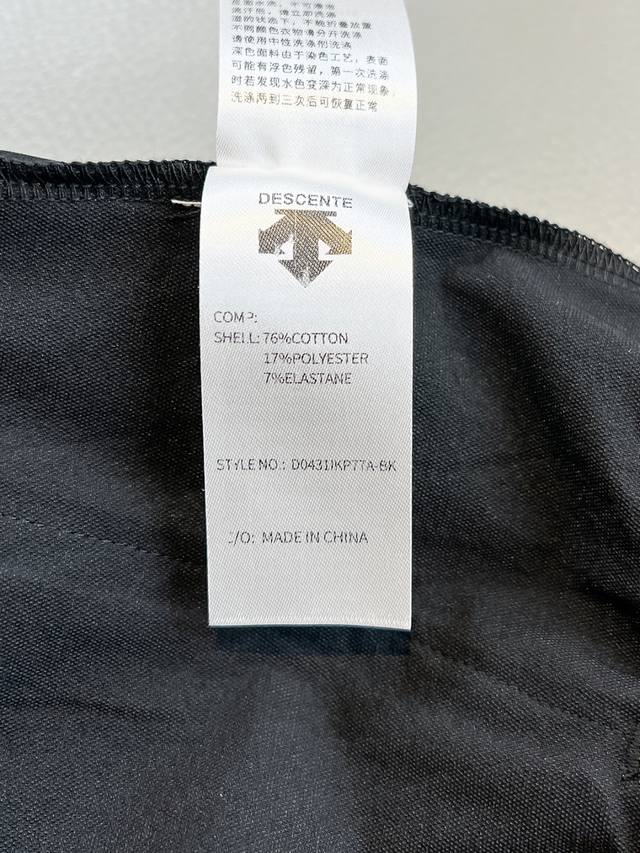 洗汗他，请立即洗涤
湿的状态下，不能折叠放置
不同颜色衣物请分开洗涤
请使用中性洗涤剂洗涤
深色面料由于染色工艺，表面
可能有浮色残留，第一次洗涤
时若发现水色变深为正常现象，
洗涤两到三次后可恢复正常
DESCENTE
COMP:
SHELL: 76%COTTON
17%POLYESTER
7%ELASTANE
STYLE NO.:
C/O: MADE IN CHINA